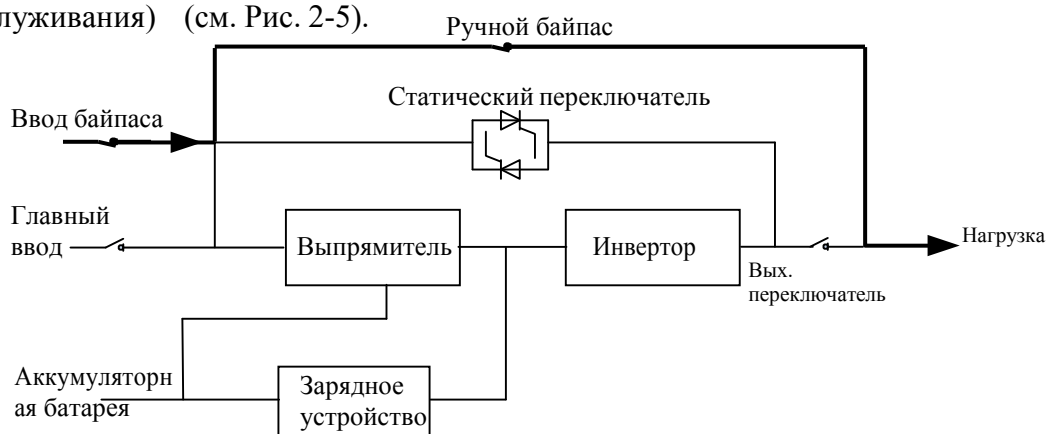 луживания) (см. Рис. 2-5).
Ручной байпас
Статический переключатель
Ввод байпаса
Главный
ввод
Выпрямитель
Инвертор
Нагрузка
Вых.
переключатель
Аккумуляторн
ая батарея
Зарядное
устройство